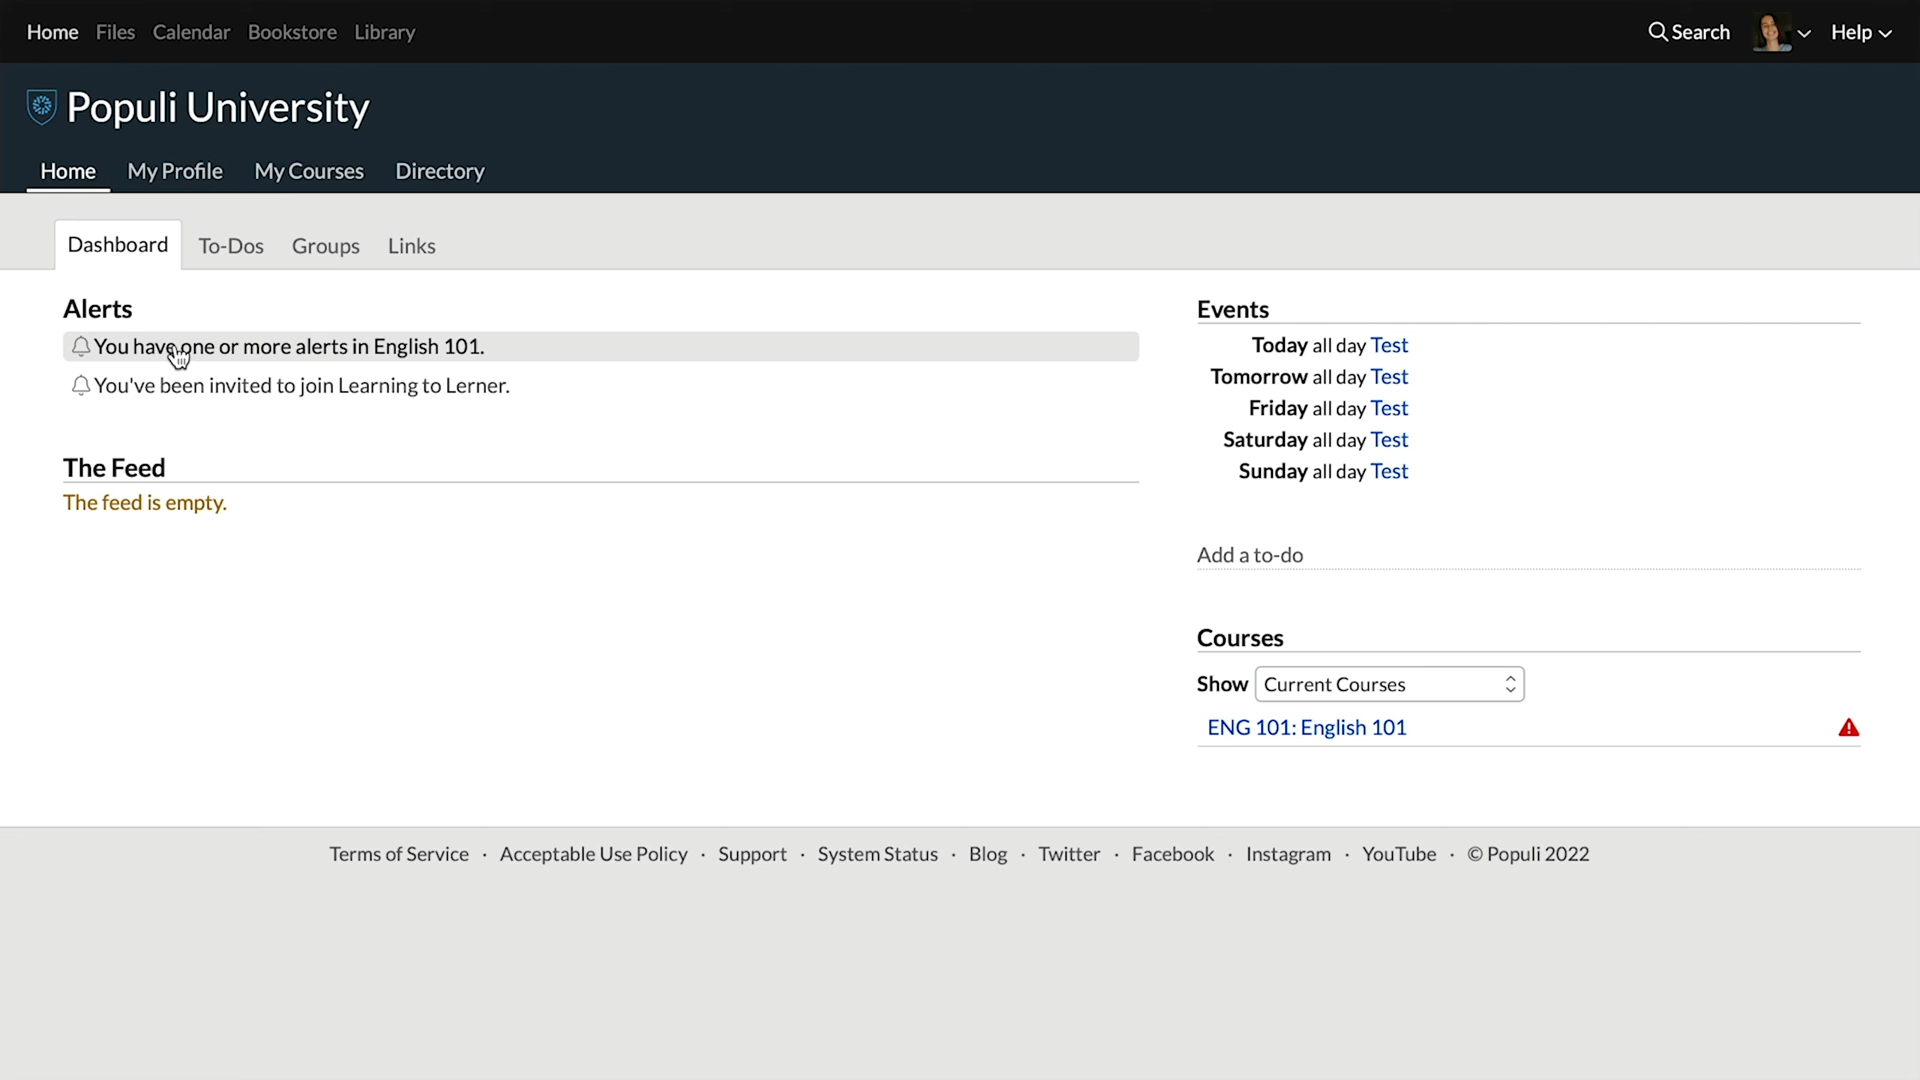 Home Files Calendar Bookstore Library
Search Help
Populi University
Home My Profile My Courses Directory
Dashboard To-Dos Groups Links
Alerts
You have one or more alerts in English 101.
You've been invited to join Learning to Lerner.
The Feed
The feed is empty.
Events
Today all day Test
Tomorrow all day Test
Friday all day Test
Saturday all day Test
Sunday all day Test
Add a to-do
Courses
Show Current Courses
ENG 101: English 101
Terms of Service · Acceptable Use Policy · Support · System Status · Blog · Twitter · Facebook · Instagram · YouTube · © Populi 2022